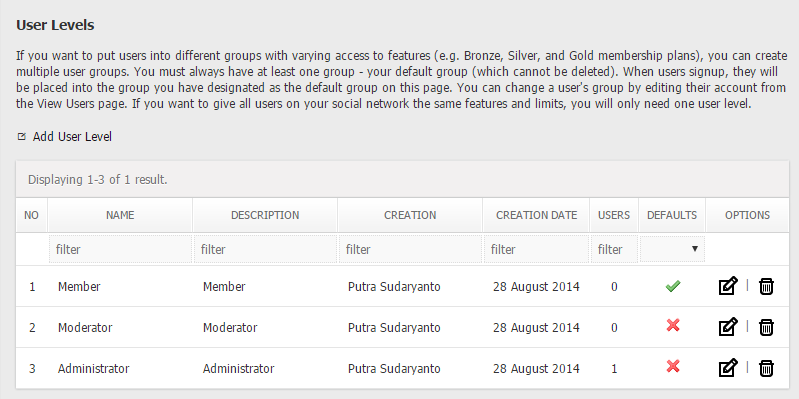 User Levels
If you want to put users into different groups with varying access to features (e.g. Bronze, Silver, and Gold membership plans), you can create
multiple user groups. You must always have at least one group - your default group (which cannot be deleted). When users signup, they will
be placed into the group you have designated as the default group on this page. You can change a user's group by editing their account from
the View Users page. If you want to give all users on your social network the same features and limits, you will only need one user level.
Add User Level
Displaying 1-3 of 1 result.
NO NAME DESCRIPTION CREATION CREATION DATE USERS DEFAULTS OPTIONS
filter filter filter filter filter
1 Member Member Putra Sudaryanto 28 August 2014 0 |
2 Moderator Moderator Putra Sudaryanto 28 August 2014 0 |
3 Administrator Administrator Putra Sudaryanto 28 August 2014 1 |